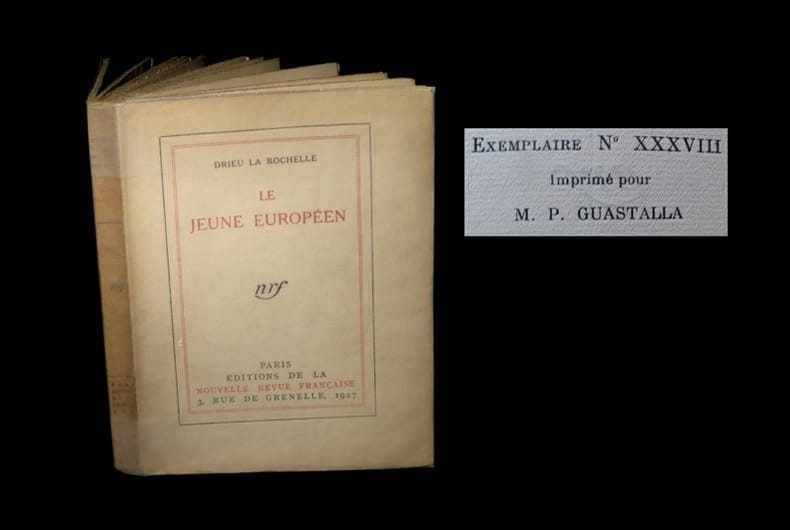 DRIEU LA ROCHELLE
LE
JEUNE EUROPÉEN
nrf
PARIS
ÉDITIONS DE LA
NOUVELLE REVUE FRANÇAISE
3, RUE DE GRENELLE, 1927
EXEMPLAIRE Nº XXXVIII
Imprimé pour
M. P. GUASTALLA